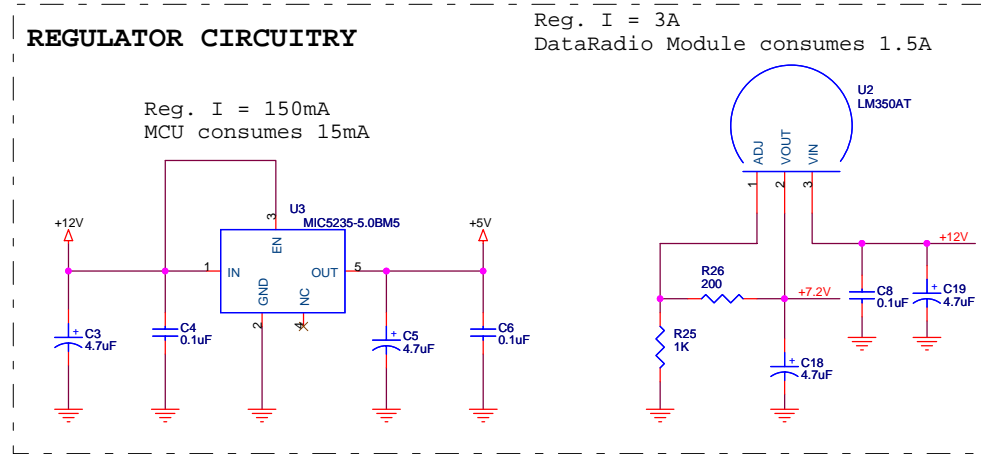 Reg. I = 3A
DataRadio Module consumes 1.5A
REGULATOR CIRCUITRY
Reg. I = 150mA
MCU consumes 15mA
U2
LM350AT
ADJ
VOUT
VIN
1
2
3
U3
MIC5235-5.0BM5
+12V
3
EN
+5V
1
IN
OUT
5
GND
NC
2
4
+
C3
4.7uF
C4
0.1uF
+
C5
4.7uF
C6
0.1uF
+12V
R26
200
+7.2V
C8
0.1uF
+
C19
4.7uF
R25
1K
+
C18
4.7uF